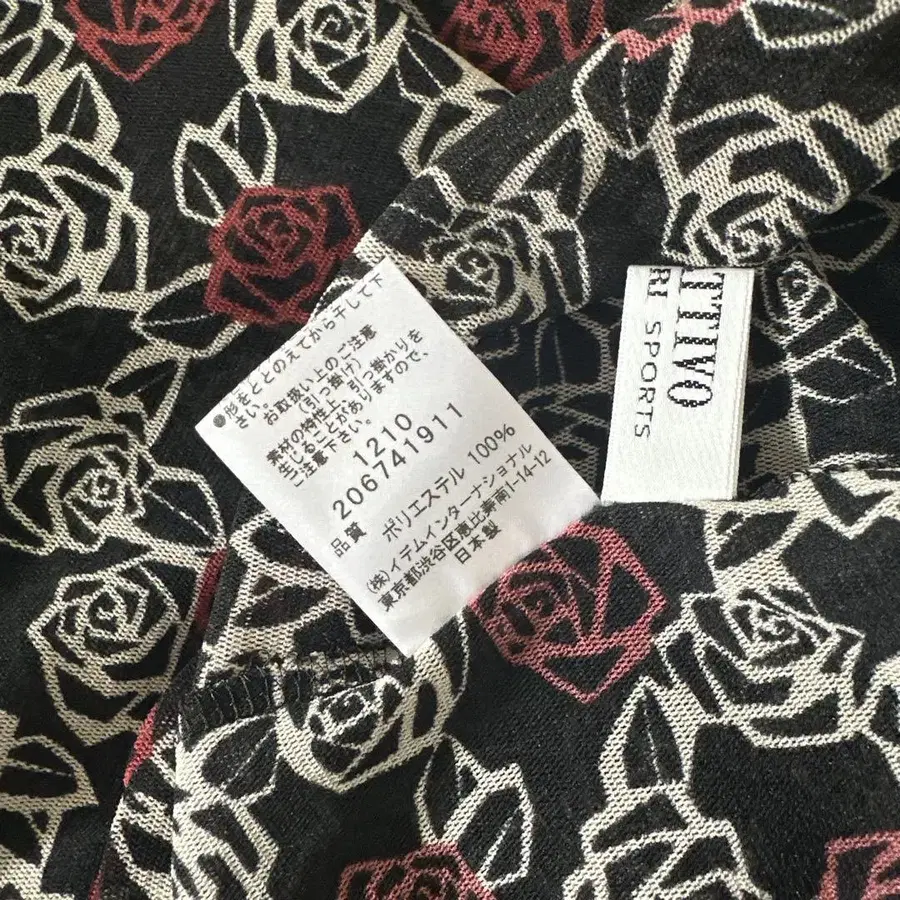 ●形をととのえてから干して下
さい。
お取扱い上のご注意
(引っ掛け)
素材の特性上、引っ掛かりを
生じることがありますので、
ご注意下さい。
1210
206741911
品質 ポリエステル 100%
(株)イデムインターナショナル
東京都渋谷区東比寿南1-14-12
日本製
TTIVO
RI SPORTS